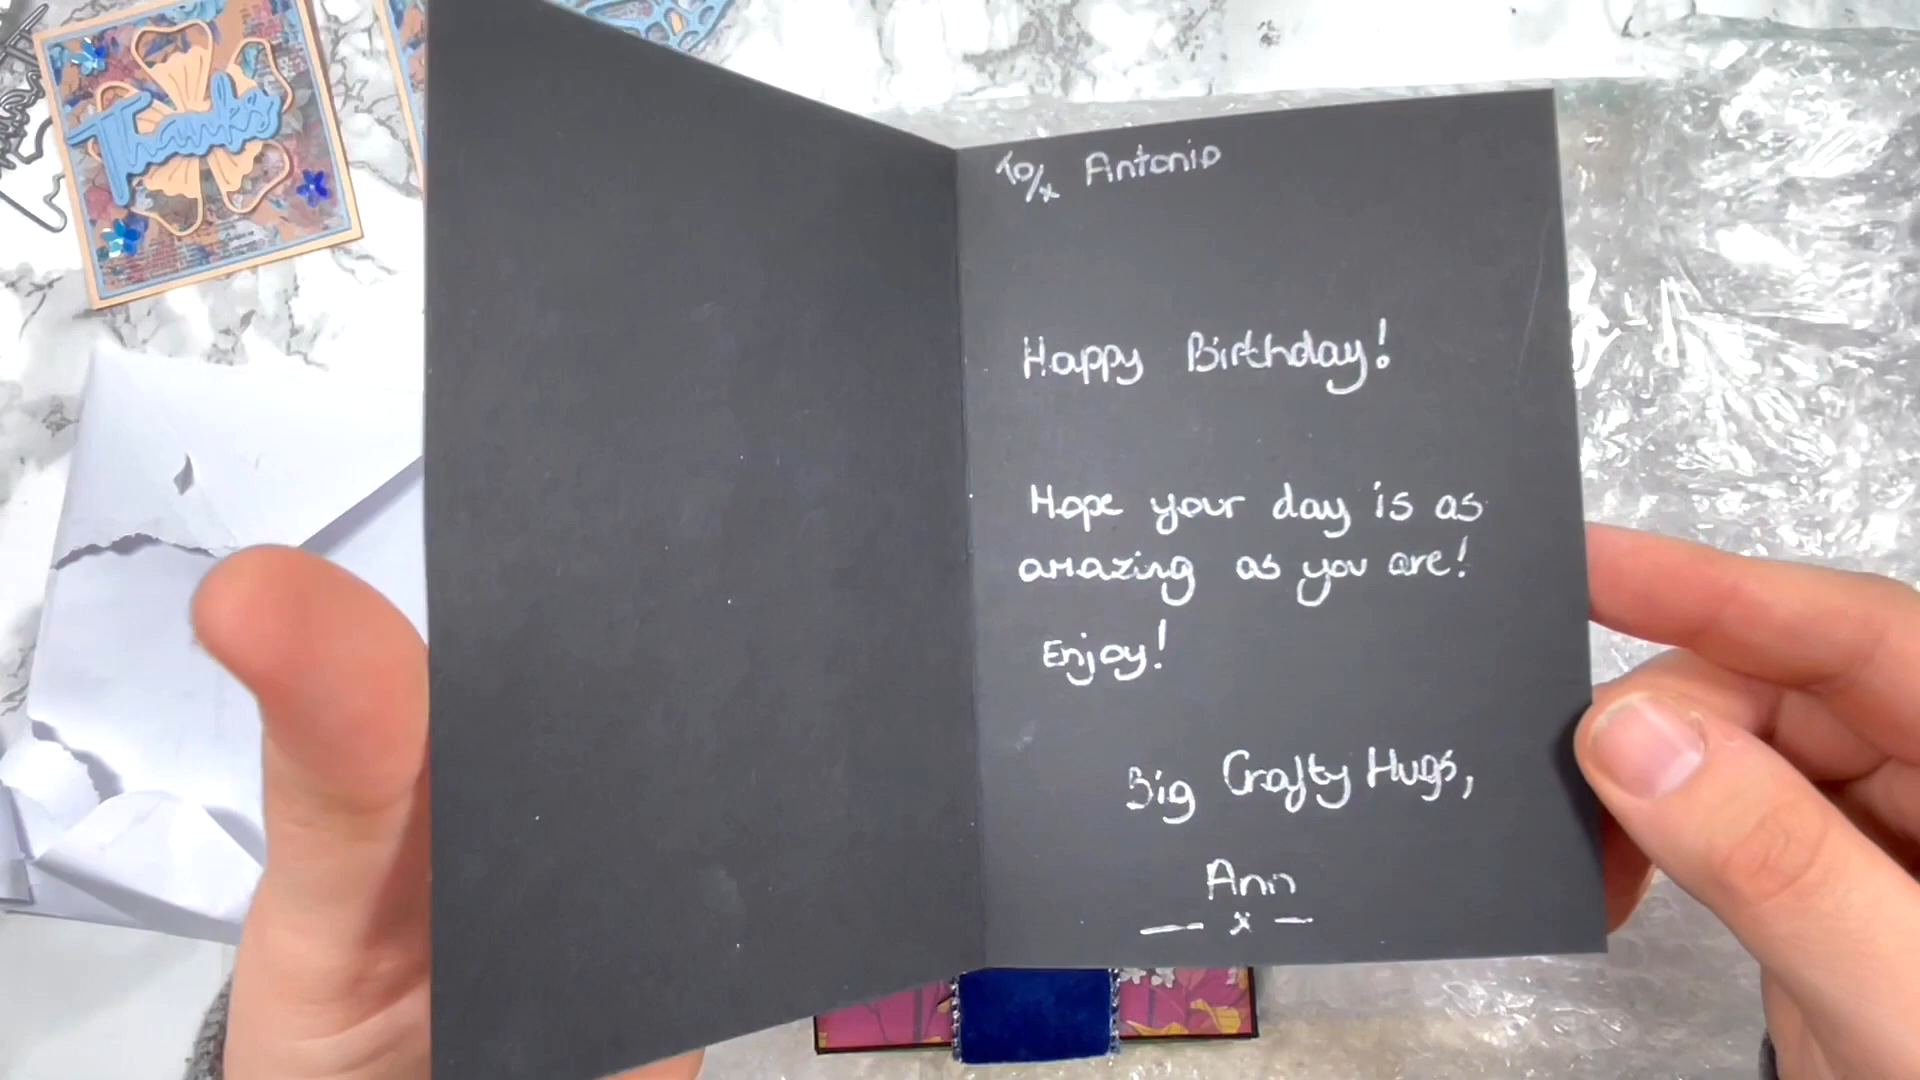 Thanks
To/x Antonio
Happy Birthday!
Hope your day is as
amazing as you are!
Enjoy!
Big Crafty Hugs,
Ann
— x —